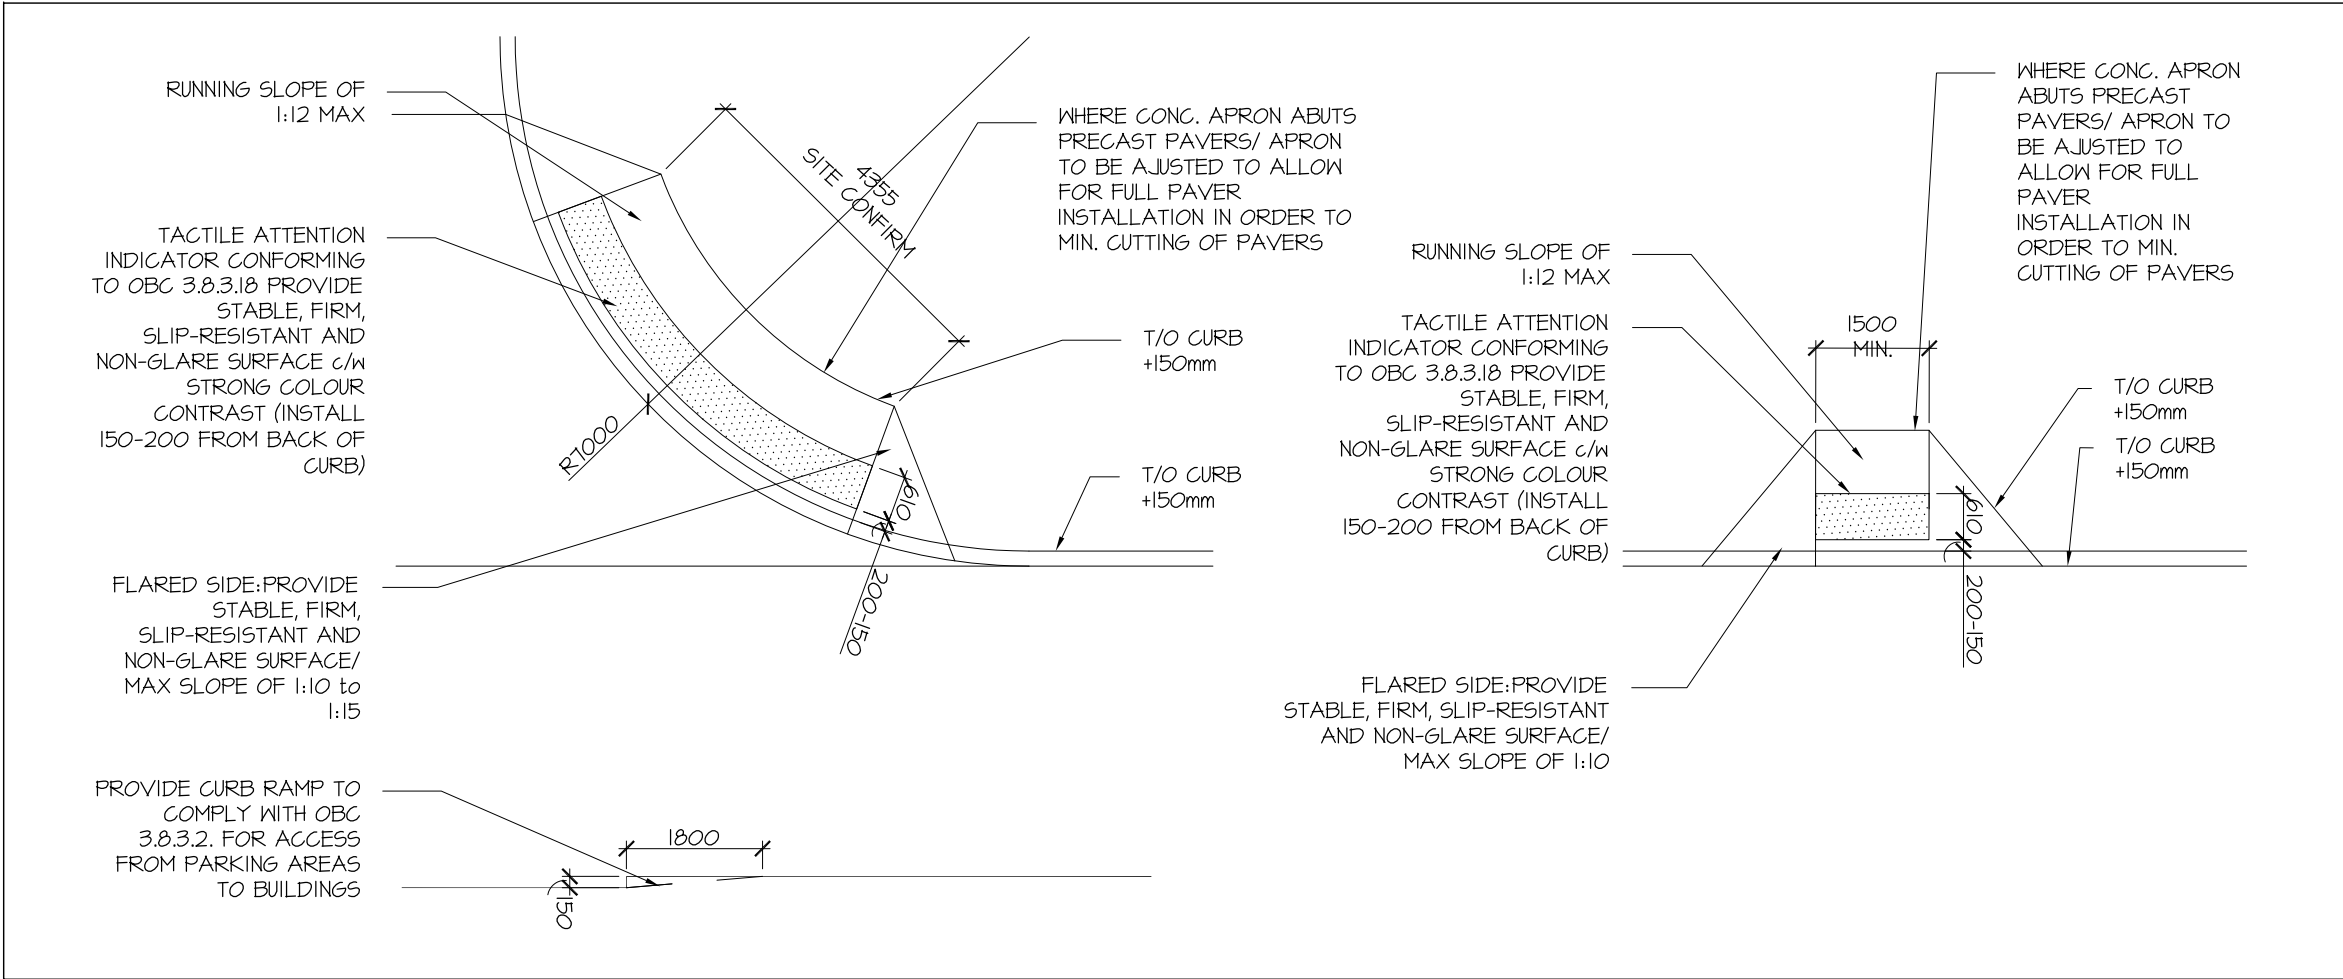 RUNNING SLOPE OF
1:12 MAX
TACTILE ATTENTION
INDICATOR CONFORMING
TO OBC 3.8.3.18 PROVIDE
STABLE, FIRM,
SLIP-RESISTANT AND
NON-GLARE SURFACE c/w
STRONG COLOUR
CONTRAST (INSTALL
150-200 FROM BACK OF
CURB)
FLARED SIDE:PROVIDE
STABLE, FIRM,
SLIP-RESISTANT AND
NON-GLARE SURFACE/
MAX SLOPE OF 1:10 to
1:15
4355
SITE CONFIRM
R7000
610
200-150
WHERE CONC. APRON ABUTS
PRECAST PAVERS/ APRON
TO BE AJUSTED TO ALLOW
FOR FULL PAVER
INSTALLATION IN ORDER TO
MIN. CUTTING OF PAVERS
T/O CURB
+150mm
T/O CURB
+150mm
PROVIDE CURB RAMP TO
COMPLY WITH OBC
3.8.3.2. FOR ACCESS
FROM PARKING AREAS
TO BUILDINGS
1800
150
RUNNING SLOPE OF
1:12 MAX
TACTILE ATTENTION
INDICATOR CONFORMING
TO OBC 3.8.3.18 PROVIDE
STABLE, FIRM,
SLIP-RESISTANT AND
NON-GLARE SURFACE c/w
STRONG COLOUR
CONTRAST (INSTALL
150-200 FROM BACK OF
CURB)
FLARED SIDE:PROVIDE
STABLE, FIRM, SLIP-RESISTANT
AND NON-GLARE SURFACE/
MAX SLOPE OF 1:10
1500
MIN.
610
200-150
WHERE CONC. APRON
ABUTS PRECAST
PAVERS/ APRON TO
BE AJUSTED TO
ALLOW FOR FULL
PAVER
INSTALLATION IN
ORDER TO MIN.
CUTTING OF PAVERS
T/O CURB
+150mm
T/O CURB
+150mm